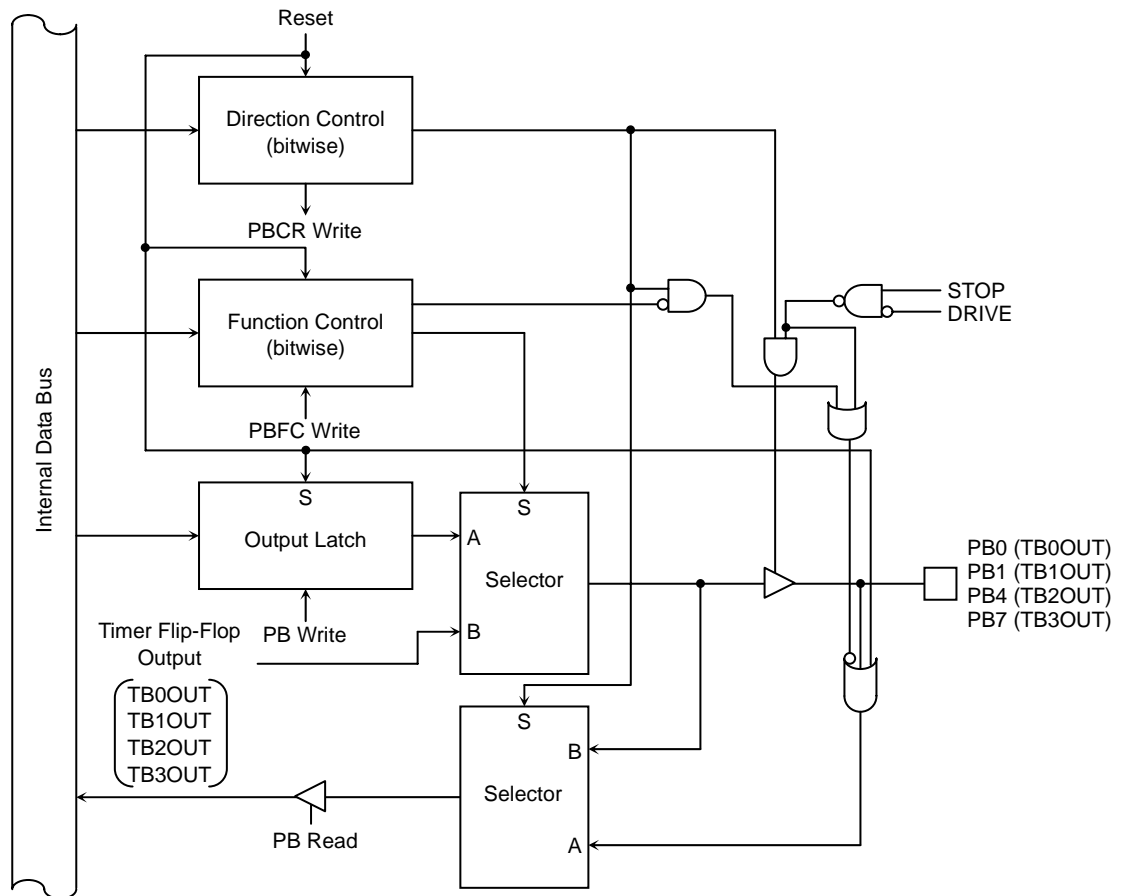 Reset
Direction Control
(bitwise)
PBCR Write
Function Control
(bitwise)
PBFC Write
STOP
DRIVE
Internal Data Bus
S
Output Latch
PB Write
S
A
Selector
B
PB0 (TB0OUT)
PB1 (TB1OUT)
PB4 (TB2OUT)
PB7 (TB3OUT)
Timer Flip-Flop
Output
TB0OUT
TB1OUT
TB2OUT
TB3OUT
S
B
Selector
A
PB Read